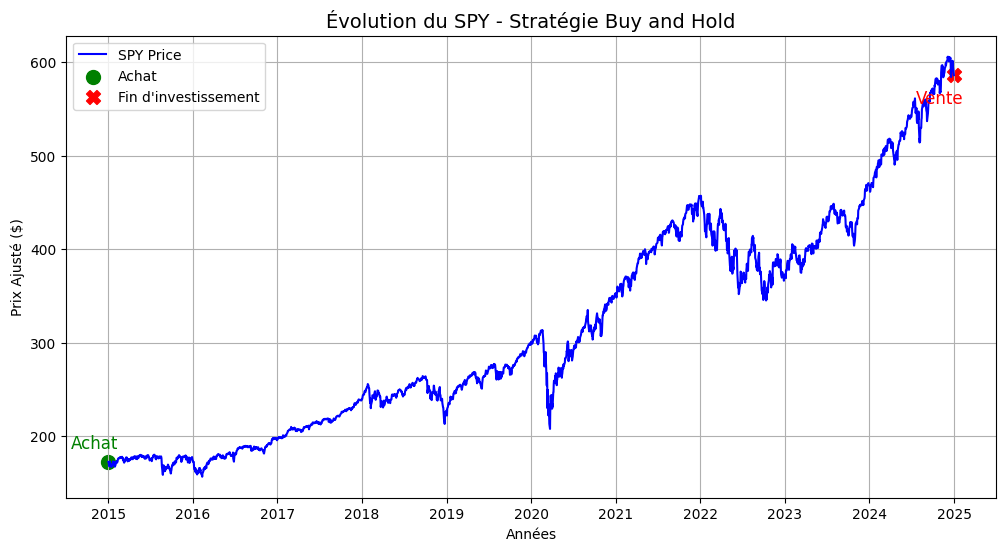 Évolution du SPY - Stratégie Buy and Hold
SPY Price
Achat
Fin d'investissement
600
500
400
300
200
Prix Ajusté ($)
Achat
Vente
2015 2016 2017 2018 2019 2020 2021 2022 2023 2024 2025
Années